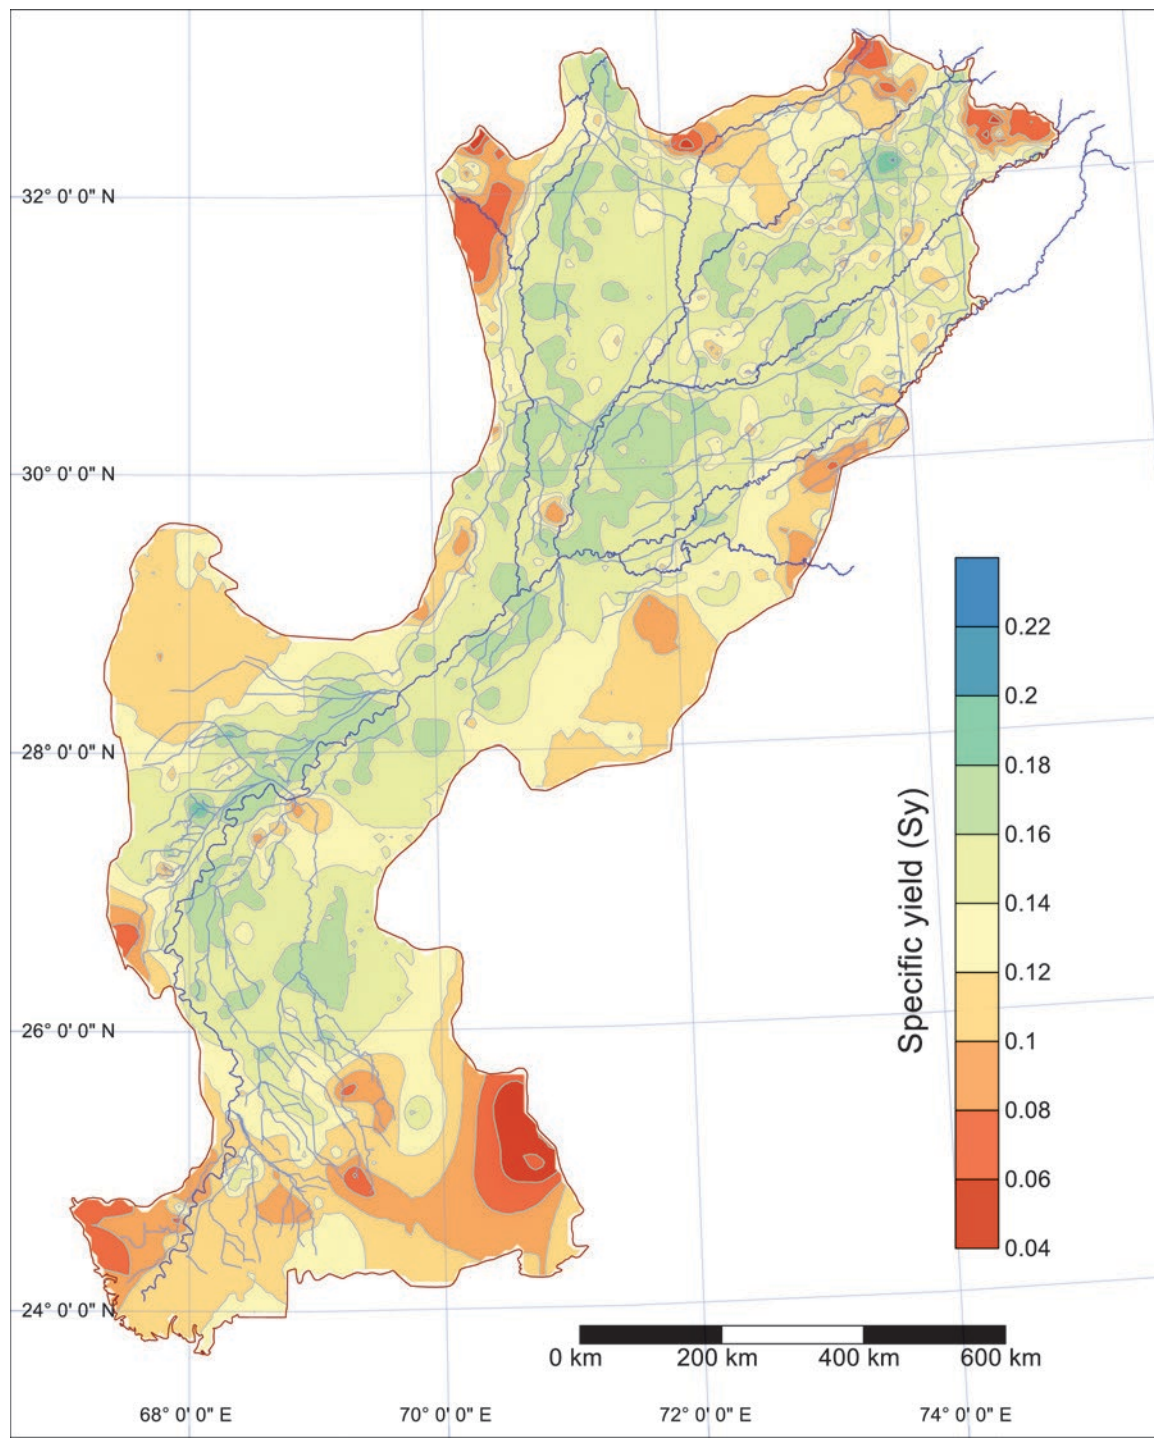 32° 0' 0" N
30° 0' 0" N
28° 0' 0" N
26° 0' 0" N
24° 0' 0" N
Specific yield (Sy)
0.22
0.2
0.18
0.16
0.14
0.12
0.1
0.08
0.06
0.04
0 km 200 km 400 km 600 km
68° 0' 0" E 70° 0' 0" E 72° 0' 0" E 74° 0' 0" E